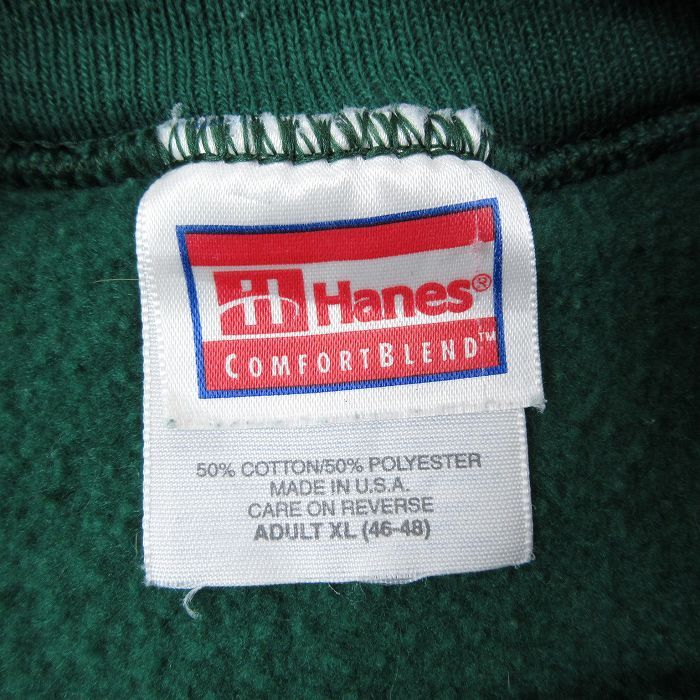 Hanes®
COMFORTBLEND™
50% COTTON/50% POLYESTER
MADE IN U.S.A.
CARE ON REVERSE
ADULT XL (46-48)